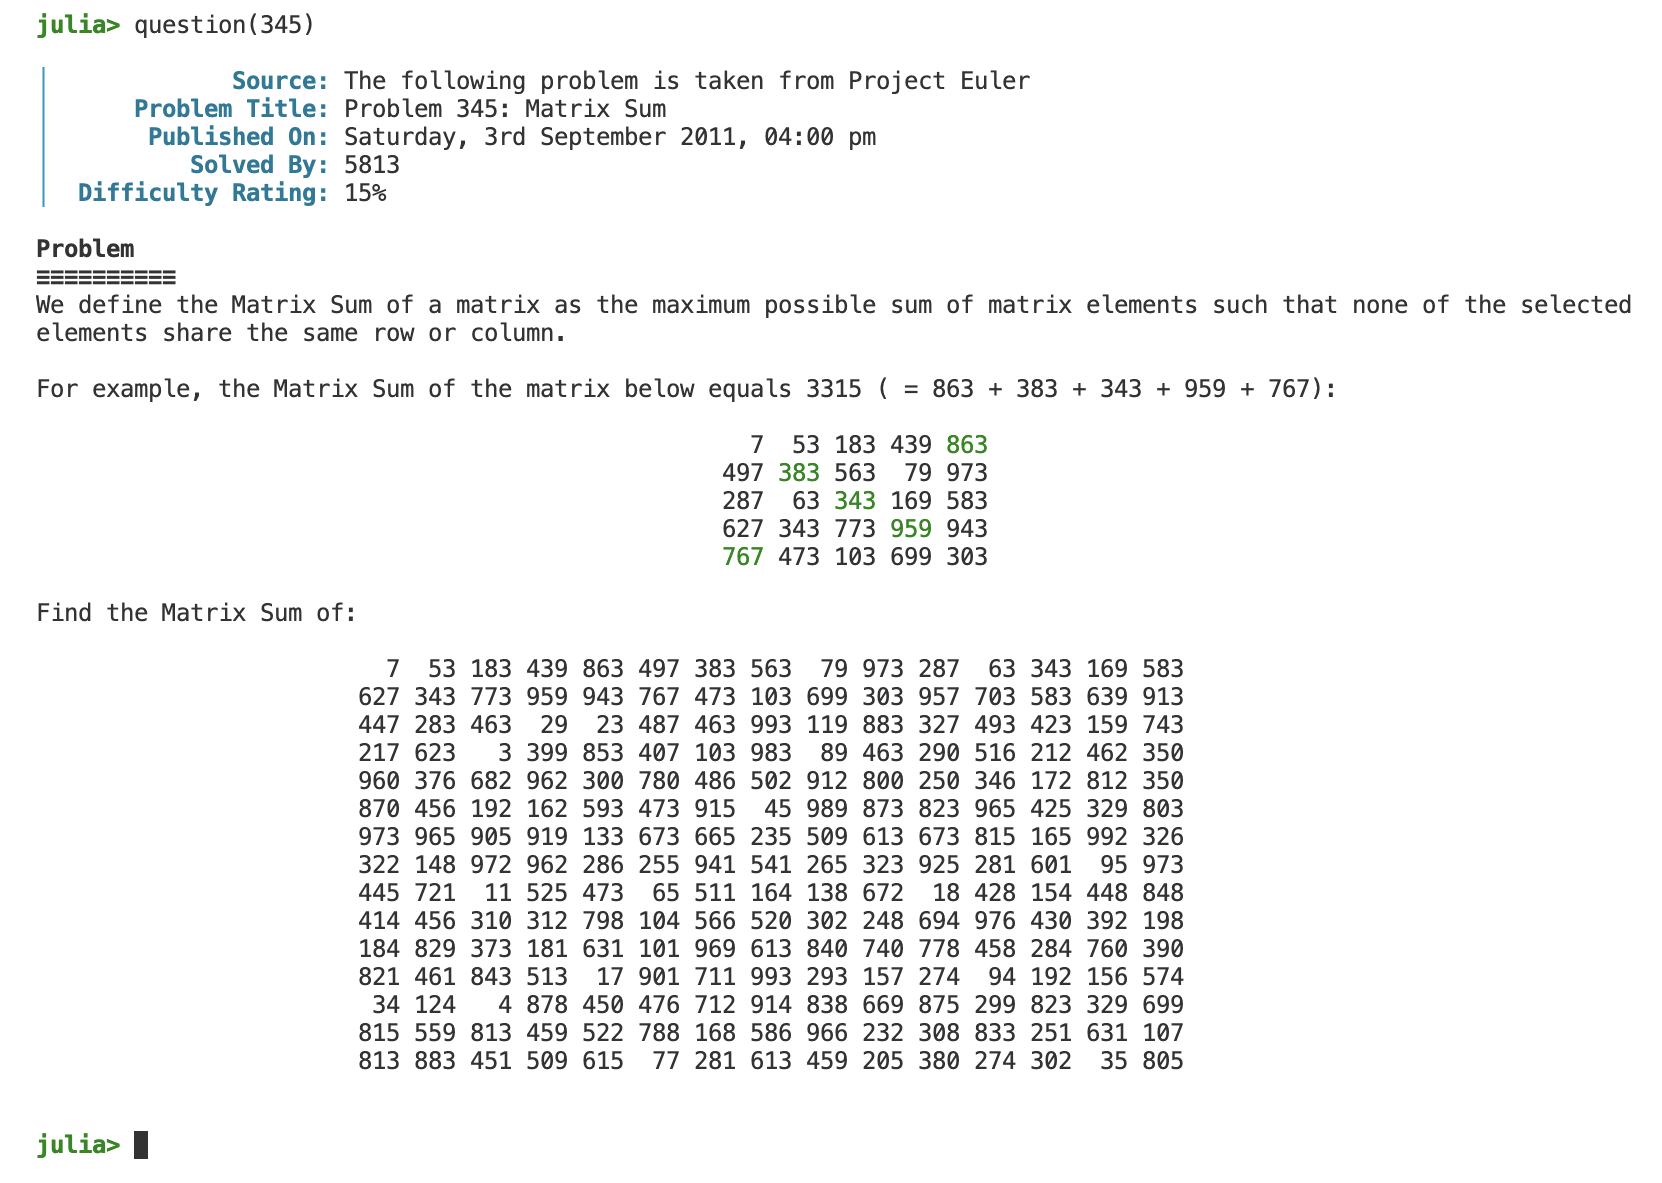 julia> question(345)
Source: The following problem is taken from Project Euler
Problem Title: Problem 345: Matrix Sum
Published On: Saturday, 3rd September 2011, 04:00 pm
Solved By: 5813
Difficulty Rating: 15%
Problem
≡≡≡≡≡≡≡≡≡≡
We define the Matrix Sum of a matrix as the maximum possible sum of matrix elements such that none of the selected
elements share the same row or column.
For example, the Matrix Sum of the matrix below equals 3315 ( = 863 + 383 + 343 + 959 + 767):
7 53 183 439 863
497 383 563 79 973
287 63 343 169 583
627 343 773 959 943
767 473 103 699 303
Find the Matrix Sum of:
7 53 183 439 863 497 383 563 79 973 287 63 343 169 583
627 343 773 959 943 767 473 103 699 303 957 703 583 639 913
447 283 463 29 23 487 463 993 119 883 327 493 423 159 743
217 623 3 399 853 407 103 983 89 463 290 516 212 462 350
960 376 682 962 300 780 486 502 912 800 250 346 172 812 350
870 456 192 162 593 473 915 45 989 873 823 965 425 329 803
973 965 905 919 133 673 665 235 509 613 673 815 165 992 326
322 148 972 962 286 255 941 541 265 323 925 281 601 95 973
445 721 11 525 473 65 511 164 138 672 18 428 154 448 848
414 456 310 312 798 104 566 520 302 248 694 976 430 392 198
184 829 373 181 631 101 969 613 840 740 778 458 284 760 390
821 461 843 513 17 901 711 993 293 157 274 94 192 156 574
34 124 4 878 450 476 712 914 838 669 875 299 823 329 699
815 559 813 459 522 788 168 586 966 232 308 833 251 631 107
813 883 451 509 615 77 281 613 459 205 380 274 302 35 805
julia>